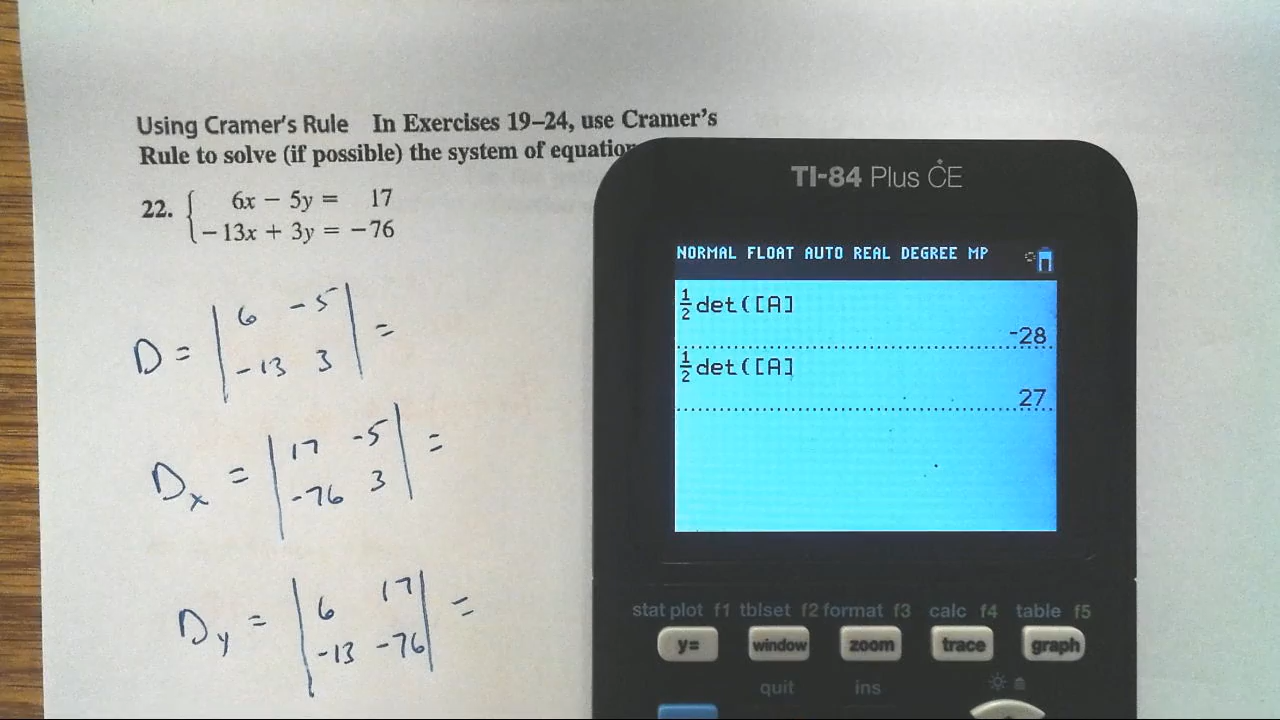 Using Cramer's Rule In Exercises 19–24, use Cramer's
Rule to solve (if possible) the system of equation
22. { 6x − 5y = 17
−13x + 3y = −76
D = | 6 -5 |
| -13 3 | =
Dx = | 17 -5 |
| -76 3 | =
Dy = | 6 17 |
| -13 -76 | =
TI-84 Plus CE
NORMAL FLOAT AUTO REAL DEGREE MP
1/2 det([A]
-28
1/2 det([A]
27
stat plot f1 tblset f2 format f3 calc f4 table f5
y= window zoom trace graph
quit ins